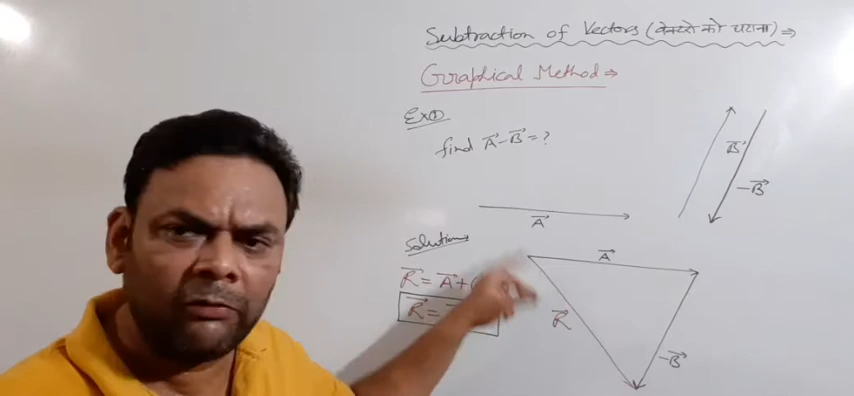 Subtraction of Vectors (वेक्टरो को घटाना) ⇒
Graphical Method ⇒
Ex①
find A⃗ - B⃗ = ?
B⃗
-B⃗
A⃗
Solution
A⃗
R⃗ = A⃗ + (
R⃗ =
R⃗
-B⃗